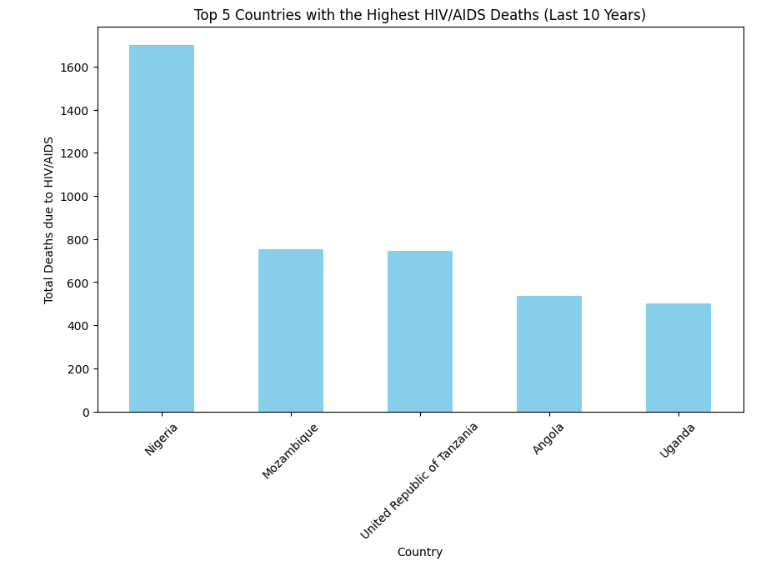 Top 5 Countries with the Highest HIV/AIDS Deaths (Last 10 Years)
Total Deaths due to HIV/AIDS
1600
1400
1200
1000
800
600
400
200
0
Nigeria
Mozambique
United Republic of Tanzania
Angola
Uganda
Country